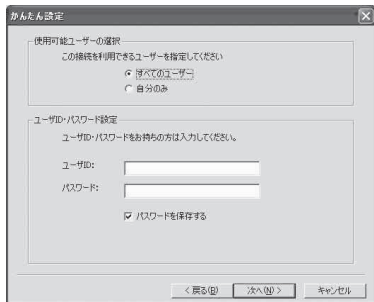 かんたん設定
使用可能ユーザーの選択
この接続を利用できるユーザーを指定してください
すべてのユーザー
自分のみ
ユーザID・パスワード設定
ユーザID・パスワードをお持ちの方は入力してください。
ユーザID:
パスワード:
パスワードを保存する
< 戻る(B) 次へ(N) > キャンセル